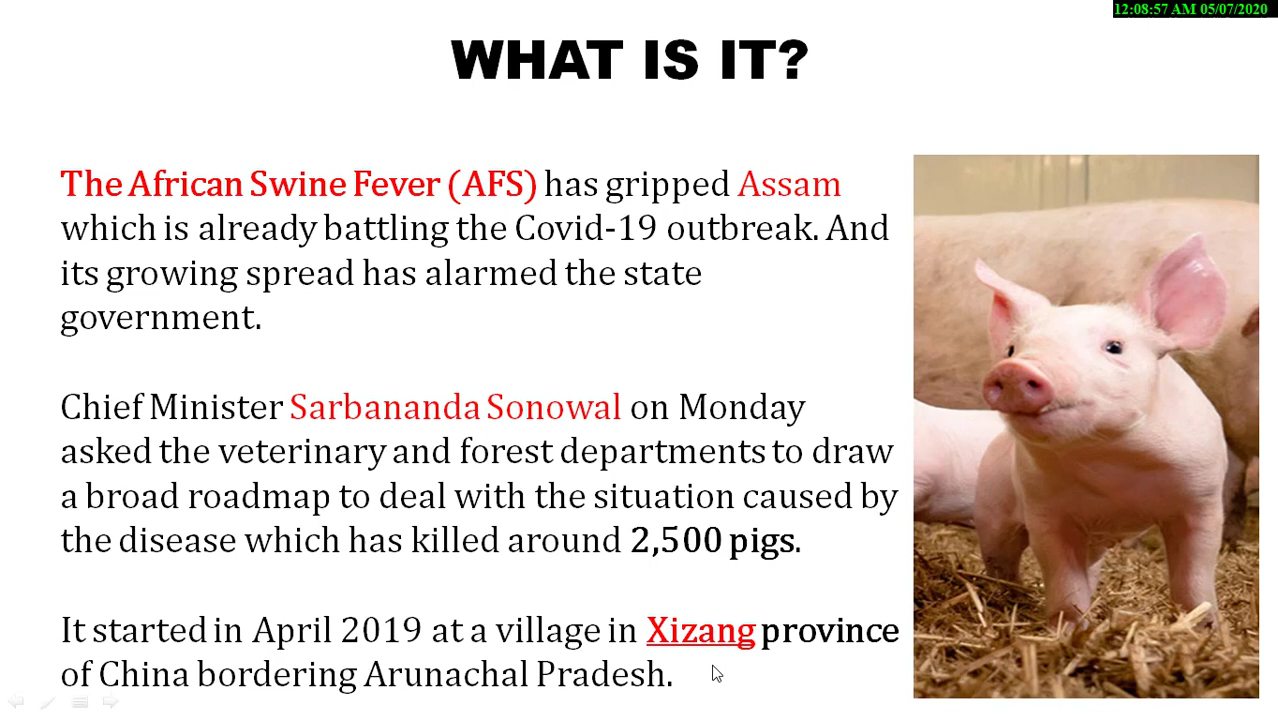 12:08:57 AM 05/07/2020
WHAT IS IT?
The African Swine Fever (AFS) has gripped Assam
which is already battling the Covid-19 outbreak. And
its growing spread has alarmed the state
government.
Chief Minister Sarbananda Sonowal on Monday
asked the veterinary and forest departments to draw
a broad roadmap to deal with the situation caused by
the disease which has killed around 2,500 pigs.
It started in April 2019 at a village in Xizang province
of China bordering Arunachal Pradesh.